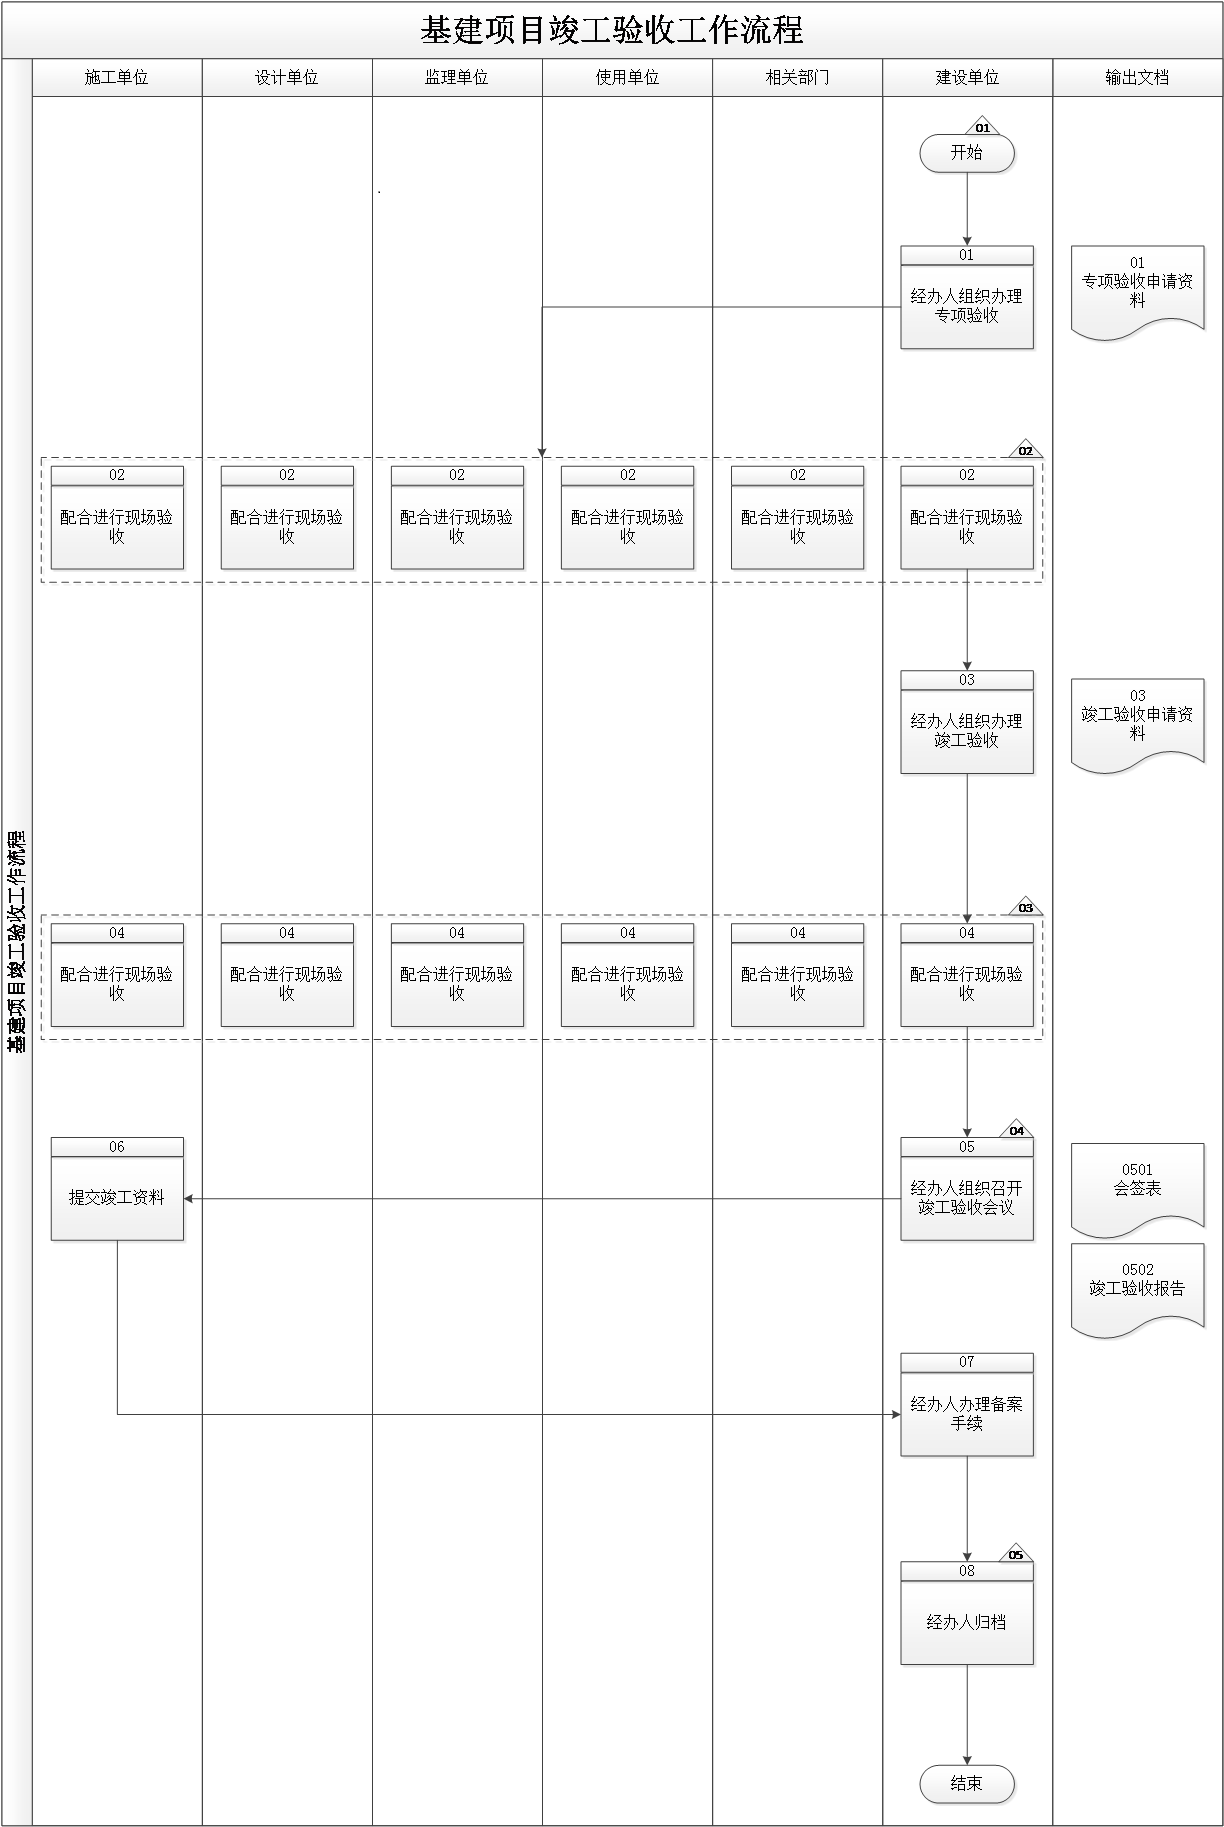 基建项目竣工验收工作流程
施工单位
设计单位
监理单位
使用单位
相关部门
建设单位
输出文档
基建项目竣工验收工作流程
01
开始
01
经办人组织办理
专项验收
01
专项验收申请资
料
02
02
配合进行现场验
收
02
配合进行现场验
收
02
配合进行现场验
收
02
配合进行现场验
收
02
配合进行现场验
收
02
配合进行现场验
收
03
经办人组织办理
竣工验收
03
竣工验收申请资
料
03
04
配合进行现场验
收
04
配合进行现场验
收
04
配合进行现场验
收
04
配合进行现场验
收
04
配合进行现场验
收
04
配合进行现场验
收
06
提交竣工资料
04
05
经办人组织召开
竣工验收会议
0501
会签表
0502
竣工验收报告
07
经办人办理备案
手续
05
08
经办人归档
结束